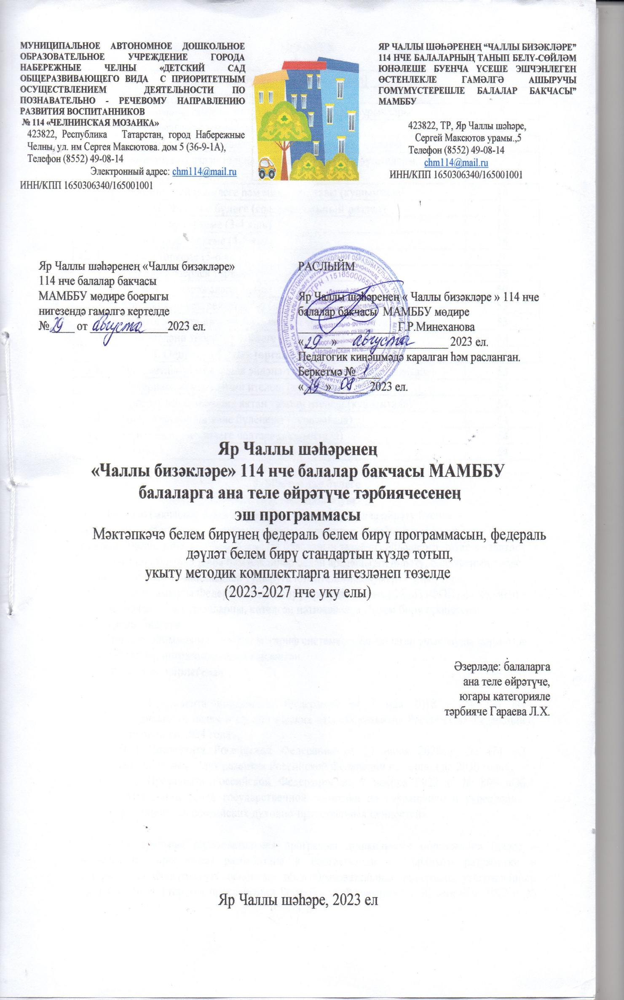 МУНИЦИПАЛЬНОЕ АВТОНОМНОЕ ДОШКОЛЬНОЕ
ОБРАЗОВАТЕЛЬНОЕ УЧРЕЖДЕНИЕ ГОРОДА
НАБЕРЕЖНЫЕ ЧЕЛНЫ «ДЕТСКИЙ САД
ОБЩЕРАЗВИВАЮЩЕГО ВИДА С ПРИОРИТЕТНЫМ
ОСУЩЕСТВЛЕНИЕМ ДЕЯТЕЛЬНОСТИ ПО
ПОЗНАВАТЕЛЬНО - РЕЧЕВОМУ НАПРАВЛЕНИЮ
РАЗВИТИЯ ВОСПИТАННИКОВ
№ 114 «ЧЕЛНИНСКАЯ МОЗАИКА»
423822, Республика Татарстан, город Набережные
Челны, ул. им Сергея Максютова. дом 5 (36-9-1А),
Телефон (8552) 49-08-14
Электронный адрес: chm114@mail.ru
ИНН/КПП 1650306340/165001001
ЯР ЧАЛЛЫ ШӘҺӘРЕНЕҢ “ЧАЛЛЫ БИЗӘКЛӘРЕ”
114 НЧЕ БАЛАЛАРНЫҢ ТАНЫП БЕЛҮ-СӨЙЛӘМ
ЮНӘЛЕШЕ БУЕНЧА ҮСЕШЕ ЭШЧЭНЛЕГЕН
ӨСТЕНЛЕКЛЕ ГАМӘЛГӘ АШЫРУЧЫ
ГОМҮМҮСТЕРЕШЛЕ БАЛАЛАР БАКЧАСЫ”
МАМББУ
423822, ТР, Яр Чаллы шәһәре,
Сергей Максютов урамы.,5
Телефон (8552) 49-08-14
chm114@mail.ru
ИНН/КПП 1650306340/165001001
Яр Чаллы шәһәренең «Чаллы бизәкләре»
114 нче балалар бакчасы
МАМББУ мөдире боерыгы
нигезендә гамәлгә кертелде
№ 29 от августа 2023 ел.
РАСЛЫЙМ
Яр Чаллы шәһәренең « Чаллы бизәкләре » 114 нче
балалар бакчасы МАМББУ мөдире
Г.Р.Минеханова
« 29 » августа 2023 ел.
Педагогик киңәшмәдә каралган һәм расланган.
Беркетмә № 1
« 29 » 08 2023 ел.
Яр Чаллы шәһәренең
«Чаллы бизәкләре» 114 нче балалар бакчасы МАМББУ
балаларга ана теле өйрәтүче тәрбиячесенең
эш программасы
Мәктәпкәчә белем бирүнең федераль белем бирү программасын, федераль
дәүләт белем бирү стандартын күздә тотып,
укыту методик комплектларга нигезләнеп төзелде
(2023-2027 нче уку елы)
Әзерләде: балаларга
ана теле өйрәтүче,
югары категорияле
тәрбияче Гараева Л.Х.
Яр Чаллы шәһәре, 2023 ел